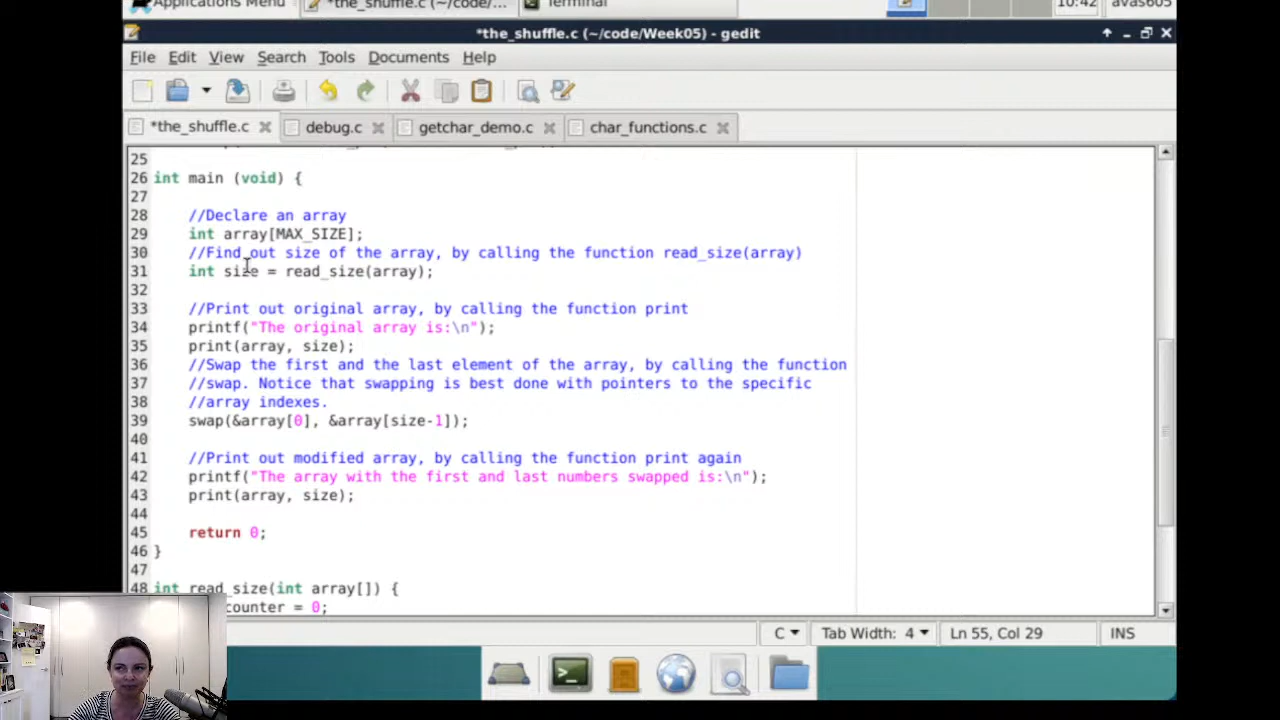 Applications Menu
*the_shuffle.c (~/code/...
Terminal
10:42
avas605
*the_shuffle.c (~/code/Week05) - gedit
File Edit View Search Tools Documents Help
*the_shuffle.c debug.c getchar_demo.c char_functions.c
25
26 int main (void) {
27
28 //Declare an array
29 int array[MAX_SIZE];
30 //Find out size of the array, by calling the function read_size(array)
31 int size = read_size(array);
32
33 //Print out original array, by calling the function print
34 printf("The original array is:\n");
35 print(array, size);
36 //Swap the first and the last element of the array, by calling the function
37 //swap. Notice that swapping is best done with pointers to the specific
38 //array indexes.
39 swap(&array[0], &array[size-1]);
40
41 //Print out modified array, by calling the function print again
42 printf("The array with the first and last numbers swapped is:\n");
43 print(array, size);
44
45 return 0;
46 }
47
48 int read_size(int array[]) {
counter = 0;
C Tab Width: 4 Ln 55, Col 29 INS